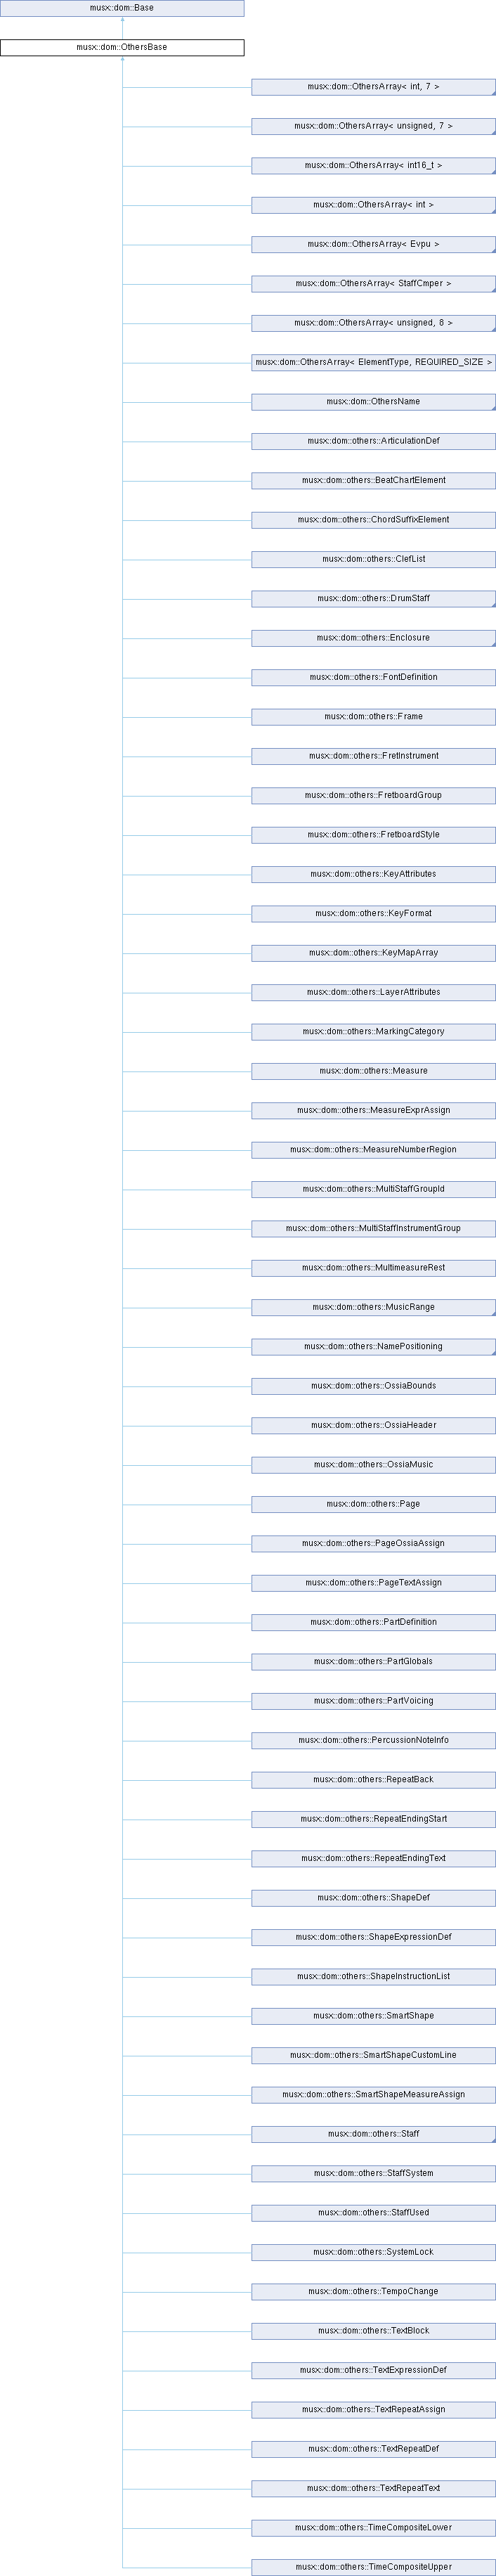 musx::dom::Base
musx::dom::OthersBase
musx::dom::OthersArray< int, 7 >
musx::dom::OthersArray< unsigned, 7 >
musx::dom::OthersArray< int16_t >
musx::dom::OthersArray< int >
musx::dom::OthersArray< Evpu >
musx::dom::OthersArray< StaffCmper >
musx::dom::OthersArray< unsigned, 8 >
musx::dom::OthersArray< ElementType, REQUIRED_SIZE >
musx::dom::OthersName
musx::dom::others::ArticulationDef
musx::dom::others::BeatChartElement
musx::dom::others::ChordSuffixElement
musx::dom::others::ClefList
musx::dom::others::DrumStaff
musx::dom::others::Enclosure
musx::dom::others::FontDefinition
musx::dom::others::Frame
musx::dom::others::FretInstrument
musx::dom::others::FretboardGroup
musx::dom::others::FretboardStyle
musx::dom::others::KeyAttributes
musx::dom::others::KeyFormat
musx::dom::others::KeyMapArray
musx::dom::others::LayerAttributes
musx::dom::others::MarkingCategory
musx::dom::others::Measure
musx::dom::others::MeasureExprAssign
musx::dom::others::MeasureNumberRegion
musx::dom::others::MultiStaffGroupId
musx::dom::others::MultiStaffInstrumentGroup
musx::dom::others::MultimeasureRest
musx::dom::others::MusicRange
musx::dom::others::NamePositioning
musx::dom::others::OssiaBounds
musx::dom::others::OssiaHeader
musx::dom::others::OssiaMusic
musx::dom::others::Page
musx::dom::others::PageOssiaAssign
musx::dom::others::PageTextAssign
musx::dom::others::PartDefinition
musx::dom::others::PartGlobals
musx::dom::others::PartVoicing
musx::dom::others::PercussionNoteInfo
musx::dom::others::RepeatBack
musx::dom::others::RepeatEndingStart
musx::dom::others::RepeatEndingText
musx::dom::others::ShapeDef
musx::dom::others::ShapeExpressionDef
musx::dom::others::ShapeInstructionList
musx::dom::others::SmartShape
musx::dom::others::SmartShapeCustomLine
musx::dom::others::SmartShapeMeasureAssign
musx::dom::others::Staff
musx::dom::others::StaffSystem
musx::dom::others::StaffUsed
musx::dom::others::SystemLock
musx::dom::others::TempoChange
musx::dom::others::TextBlock
musx::dom::others::TextExpressionDef
musx::dom::others::TextRepeatAssign
musx::dom::others::TextRepeatDef
musx::dom::others::TextRepeatText
musx::dom::others::TimeCompositeLower
musx::dom::others::TimeCompositeUpper